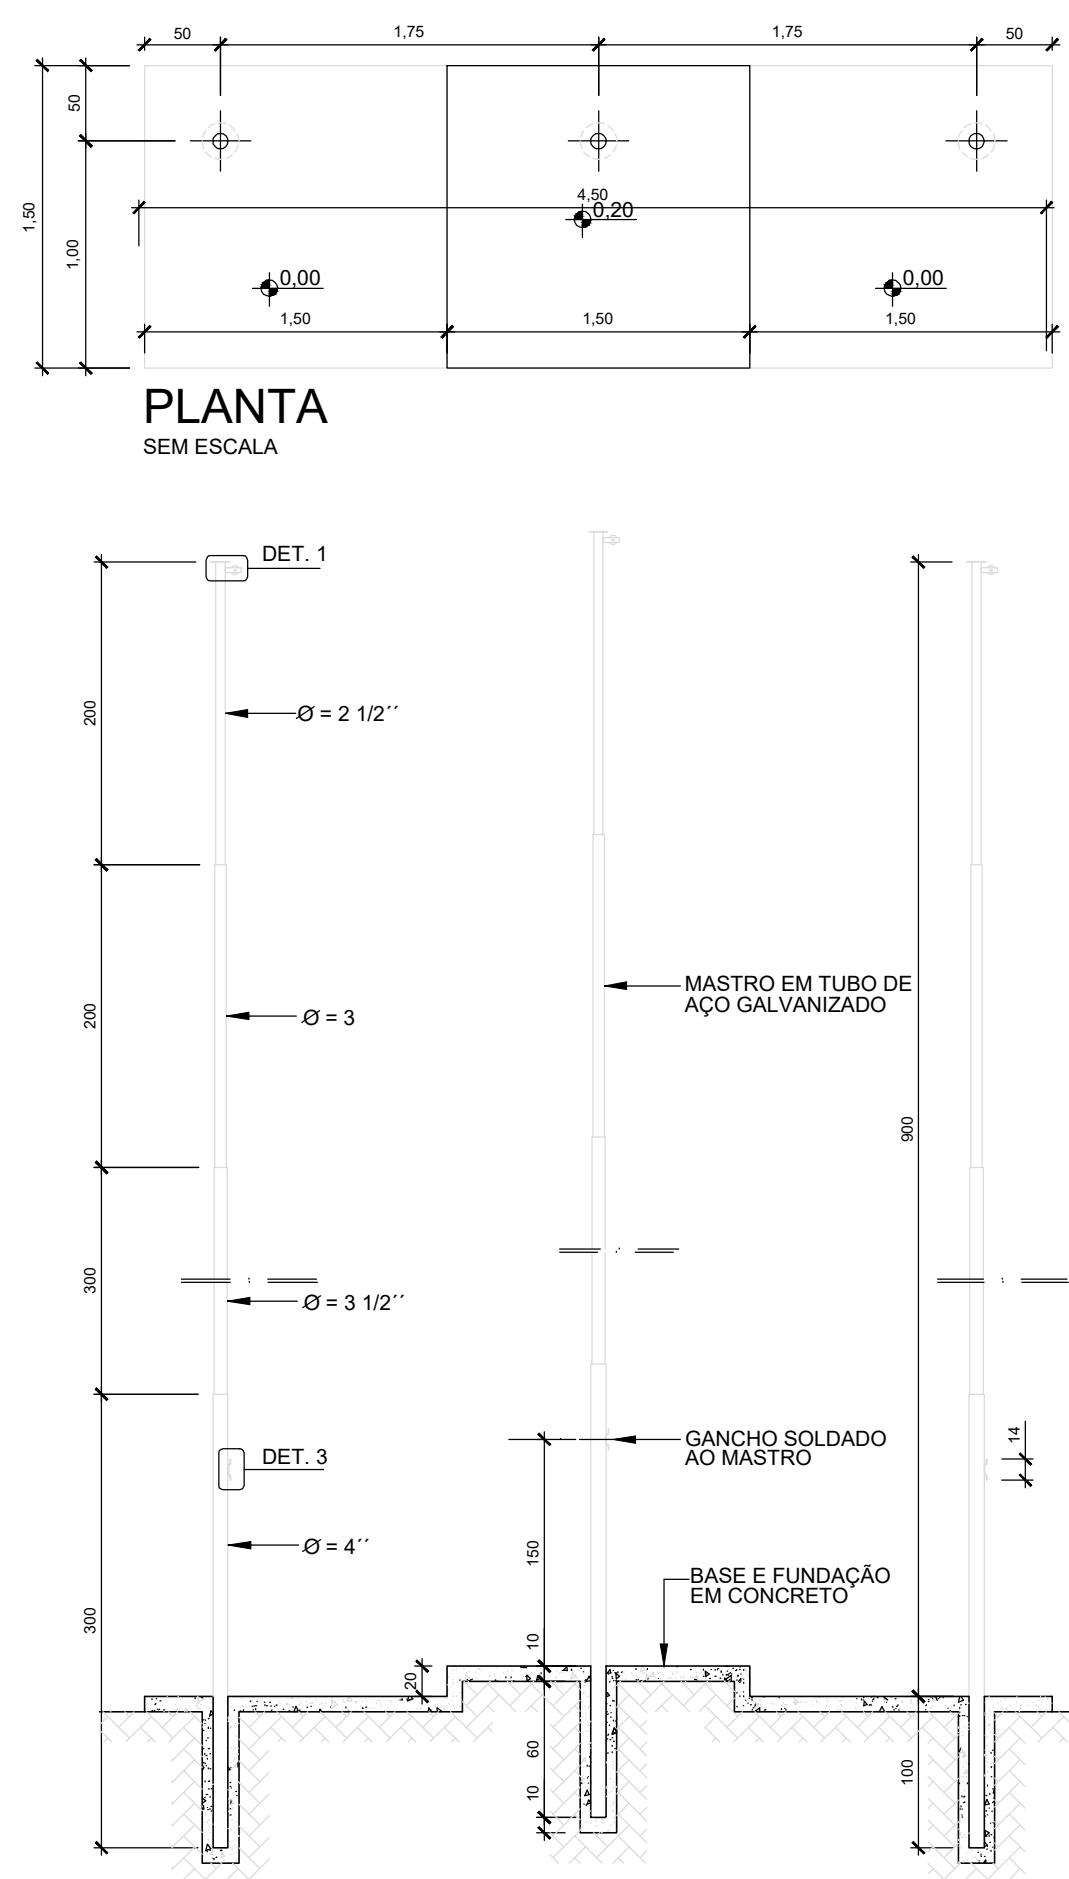 50
1,75
1,75
50
50
1,50
1,00
4,50
0,20
0,00
0,00
1,50
1,50
1,50
PLANTA
SEM ESCALA
DET. 1
200
Ø = 2 1/2´´
MASTRO EM TUBO DE
AÇO GALVANIZADO
200
Ø = 3
900
300
Ø = 3 1/2´´
GANCHO SOLDADO
AO MASTRO
14
DET. 3
Ø = 4´´
150
BASE E FUNDAÇÃO
EM CONCRETO
300
10
20
60
10
100